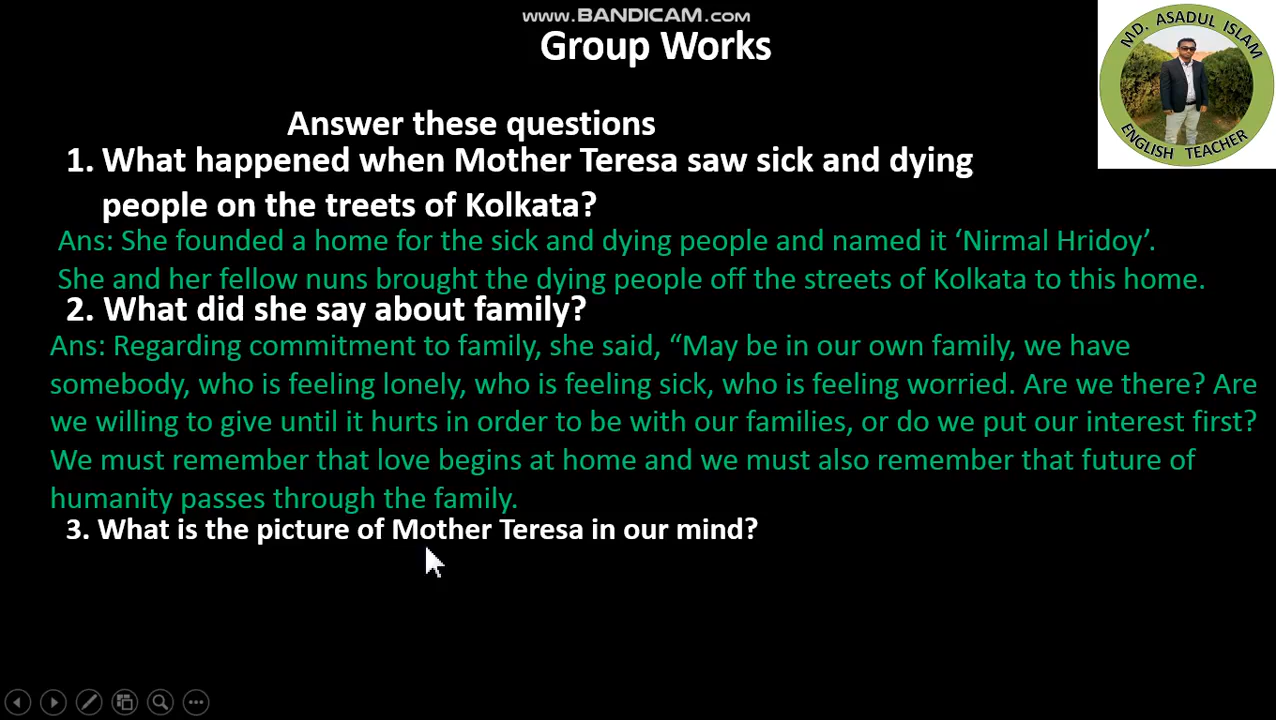 www.BANDICAM.com
Group Works
MD. ASADUL ISLAM
ENGLISH TEACHER
Answer these questions
1. What happened when Mother Teresa saw sick and dying
people on the treets of Kolkata?
Ans: She founded a home for the sick and dying people and named it ‘Nirmal Hridoy’.
She and her fellow nuns brought the dying people off the streets of Kolkata to this home.
2. What did she say about family?
Ans: Regarding commitment to family, she said, “May be in our own family, we have
somebody, who is feeling lonely, who is feeling sick, who is feeling worried. Are we there? Are
we willing to give until it hurts in order to be with our families, or do we put our interest first?
We must remember that love begins at home and we must also remember that future of
humanity passes through the family.
3. What is the picture of Mother Teresa in our mind?